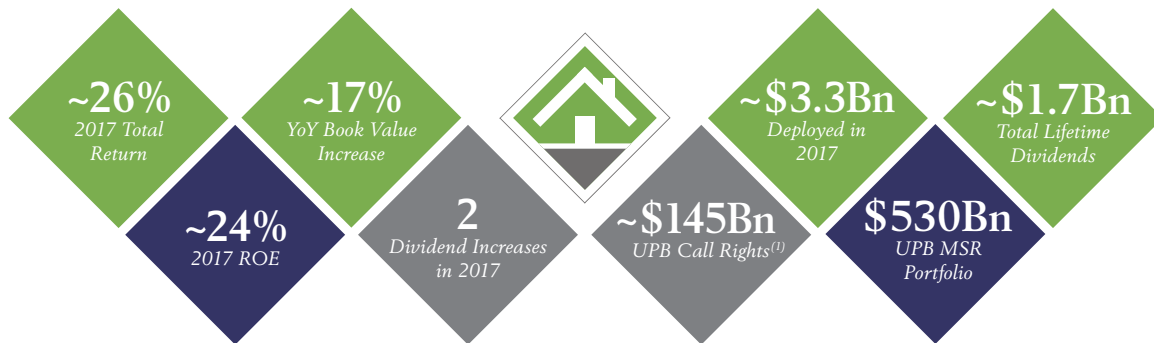 ~26%
2017 Total
Return
~17%
YoY Book Value
Increase
~$3.3Bn
Deployed in
2017
~$1.7Bn
Total Lifetime
Dividends
~24%
2017 ROE
2
Dividend Increases
in 2017
~$145Bn
UPB Call Rights(1)
$530Bn
UPB MSR
Portfolio